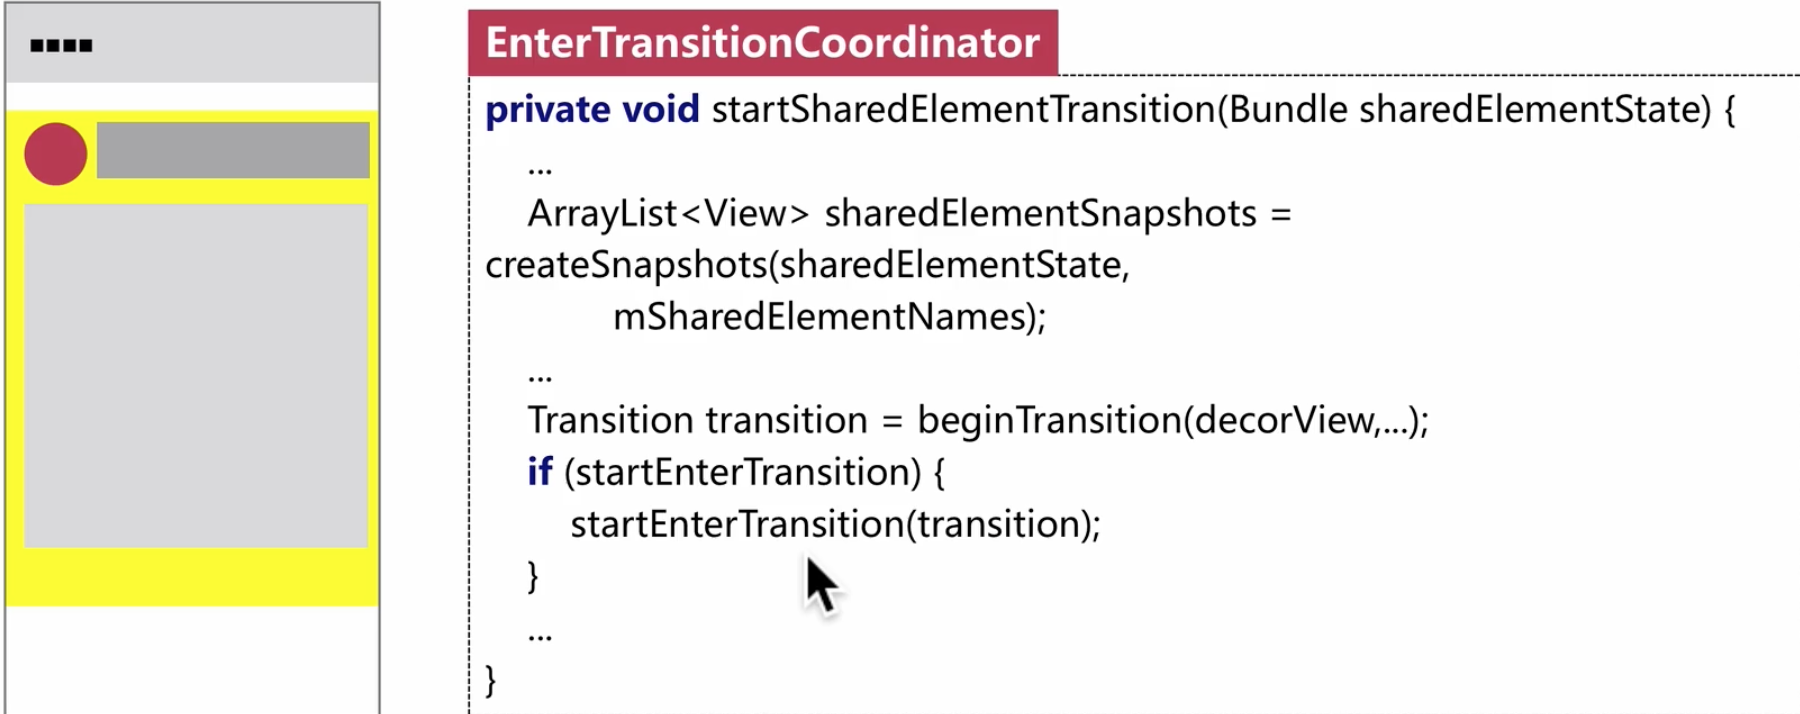 EnterTransitionCoordinator
private void startSharedElementTransition(Bundle sharedElementState) {
...
ArrayList<View> sharedElementSnapshots =
createSnapshots(sharedElementState,
mSharedElementNames);
...
Transition transition = beginTransition(decorView,...);
if (startEnterTransition) {
startEnterTransition(transition);
}
...
}